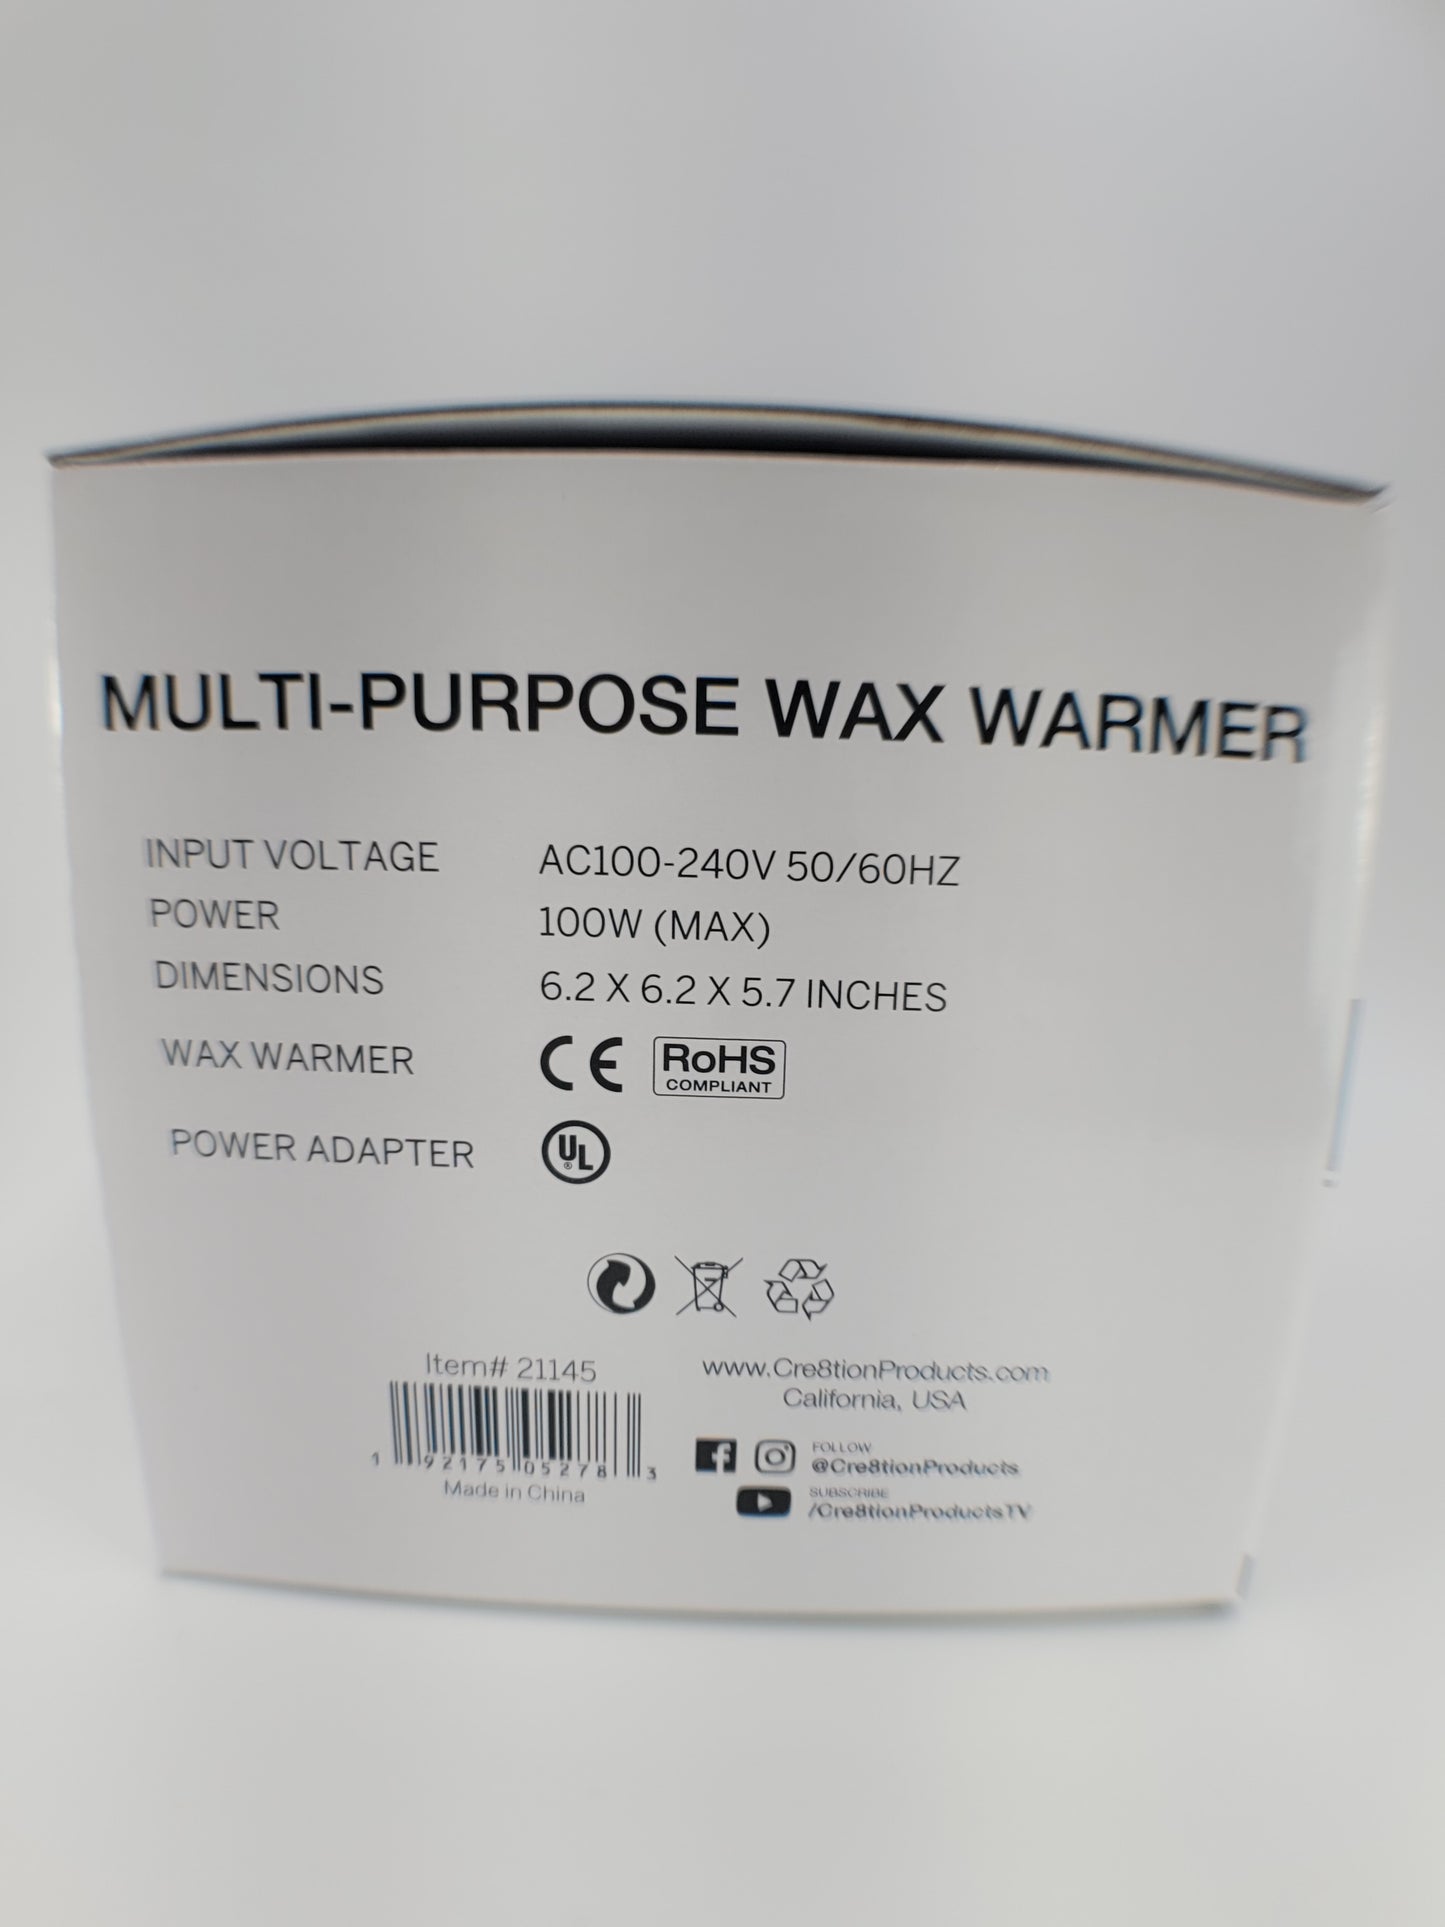 MULTI-PURPOSE WAX WARMER
INPUT VOLTAGE AC100-240V 50/60HZ
POWER 100W (MAX)
DIMENSIONS 6.2 X 6.2 X 5.7 INCHES
WAX WARMER CE RoHS
COMPLIANT
POWER ADAPTER UL®
Item# 21145
1 92175 05278 3
Made in China
www.Cre8tionProducts.com
California, USA
FOLLOW
@Cre8tionProducts
SUBSCRIBE
/Cre8tionProductsTV